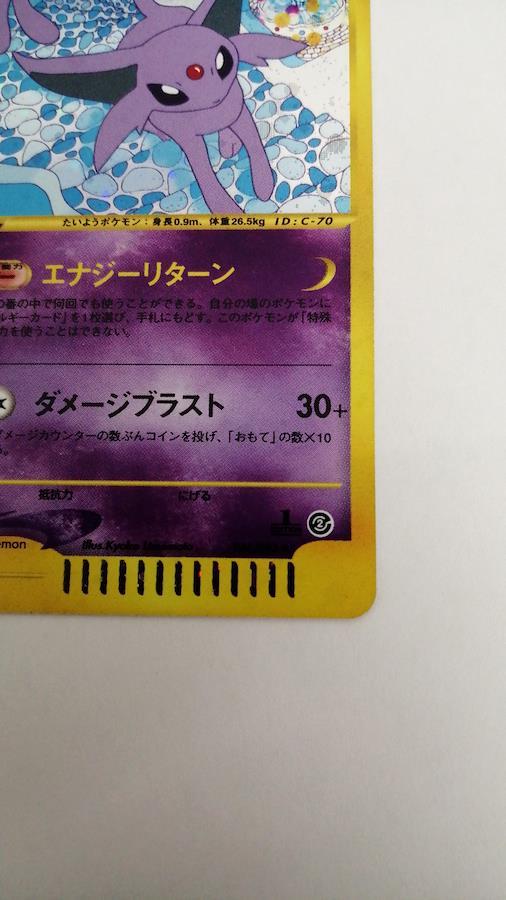 たいようポケモン：身長0.9m、体重26.5kg ID：C-70
エナジーリターン
番の中で何回でも使うことができる。自分の場のポケモンに
ルギーカード」を1枚選び、手札にもどす。このポケモンが「特殊
力を使うことはできない。
ダメージブラスト 30+
メージカウンターの数ぶんコインを投げ、「おもて」の数×10
抵抗力 にげる
1
EDITION
emon Illus.Kyoko